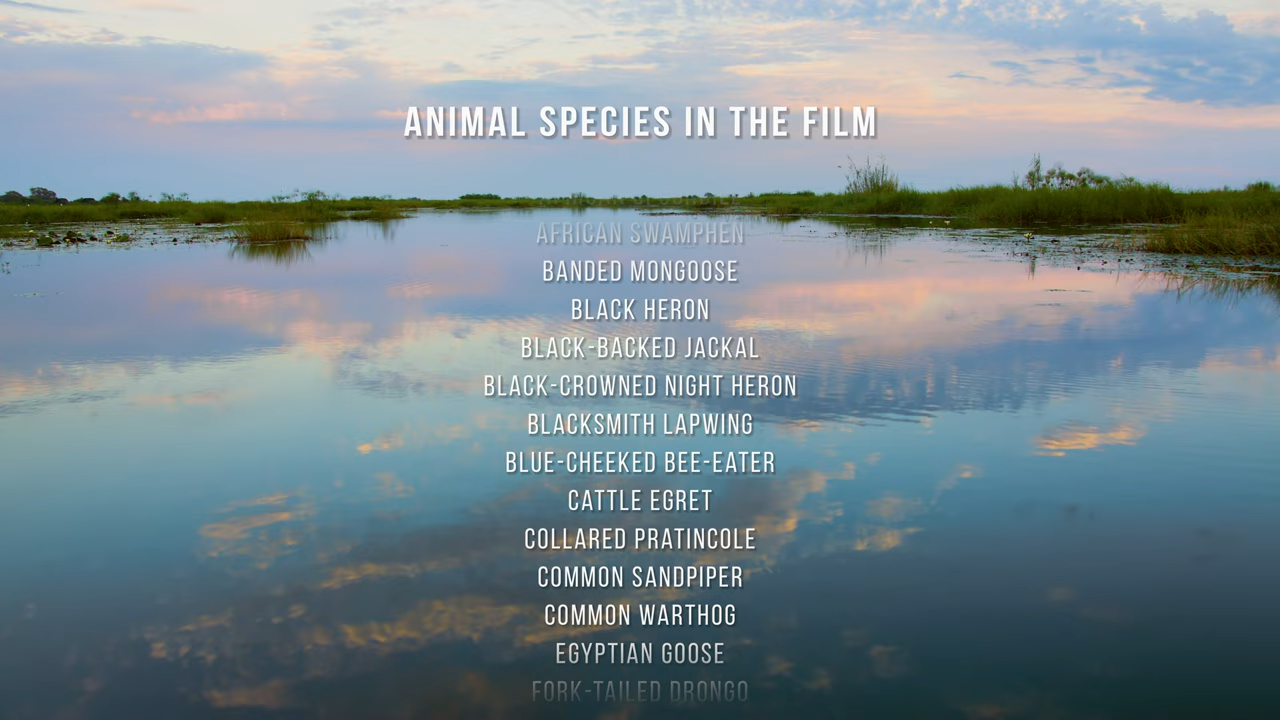 ANIMAL SPECIES IN THE FILM
AFRICAN SWAMPHEN
BANDED MONGOOSE
BLACK HERON
BLACK-BACKED JACKAL
BLACK-CROWNED NIGHT HERON
BLACKSMITH LAPWING
BLUE-CHEEKED BEE-EATER
CATTLE EGRET
COLLARED PRATINCOLE
COMMON SANDPIPER
COMMON WARTHOG
EGYPTIAN GOOSE
FORK-TAILED DRONGO